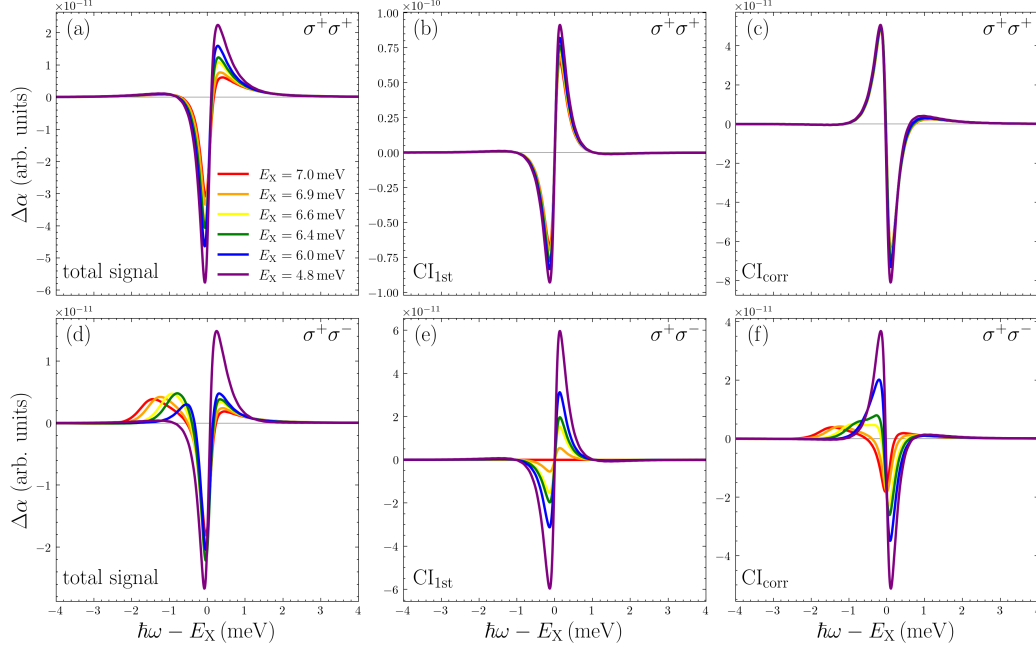 ×10⁻¹¹
(a)
σ⁺σ⁺
2
1
0
−1
−2
−3
−4
−5
−6
Δα (arb. units)
E_X = 7.0 meV
E_X = 6.9 meV
E_X = 6.6 meV
E_X = 6.4 meV
E_X = 6.0 meV
E_X = 4.8 meV
total signal
×10⁻¹⁰
(b)
σ⁺σ⁺
0.75
0.50
0.25
0.00
−0.25
−0.50
−0.75
−1.00
CI_1st
×10⁻¹¹
(c)
σ⁺σ⁺
4
2
0
−2
−4
−6
−8
CI_corr
×10⁻¹¹
(d)
σ⁺σ⁻
1
0
−1
−2
Δα (arb. units)
total signal
−4 −3 −2 −1 0 1 2 3 4
ħω − E_X (meV)
×10⁻¹¹
(e)
σ⁺σ⁻
6
4
2
0
−2
−4
−6
CI_1st
−4 −3 −2 −1 0 1 2 3 4
ħω − E_X (meV)
×10⁻¹¹
(f)
σ⁺σ⁻
4
2
0
−2
−4
CI_corr
−4 −3 −2 −1 0 1 2 3 4
ħω − E_X (meV)